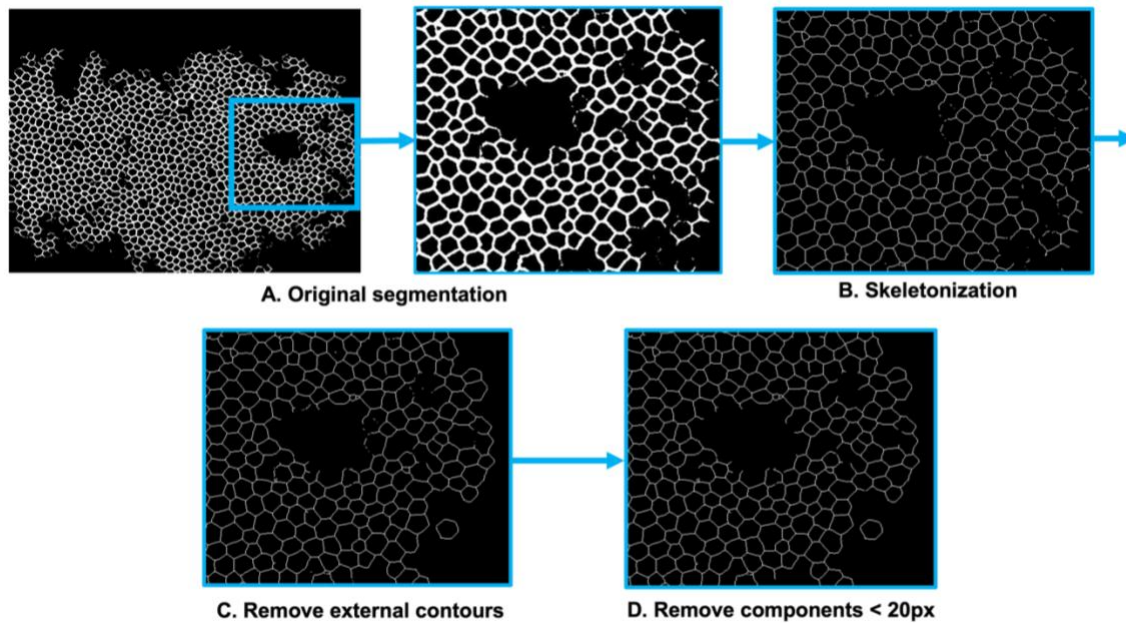 A. Original segmentation
B. Skeletonization
C. Remove external contours
D. Remove components < 20px